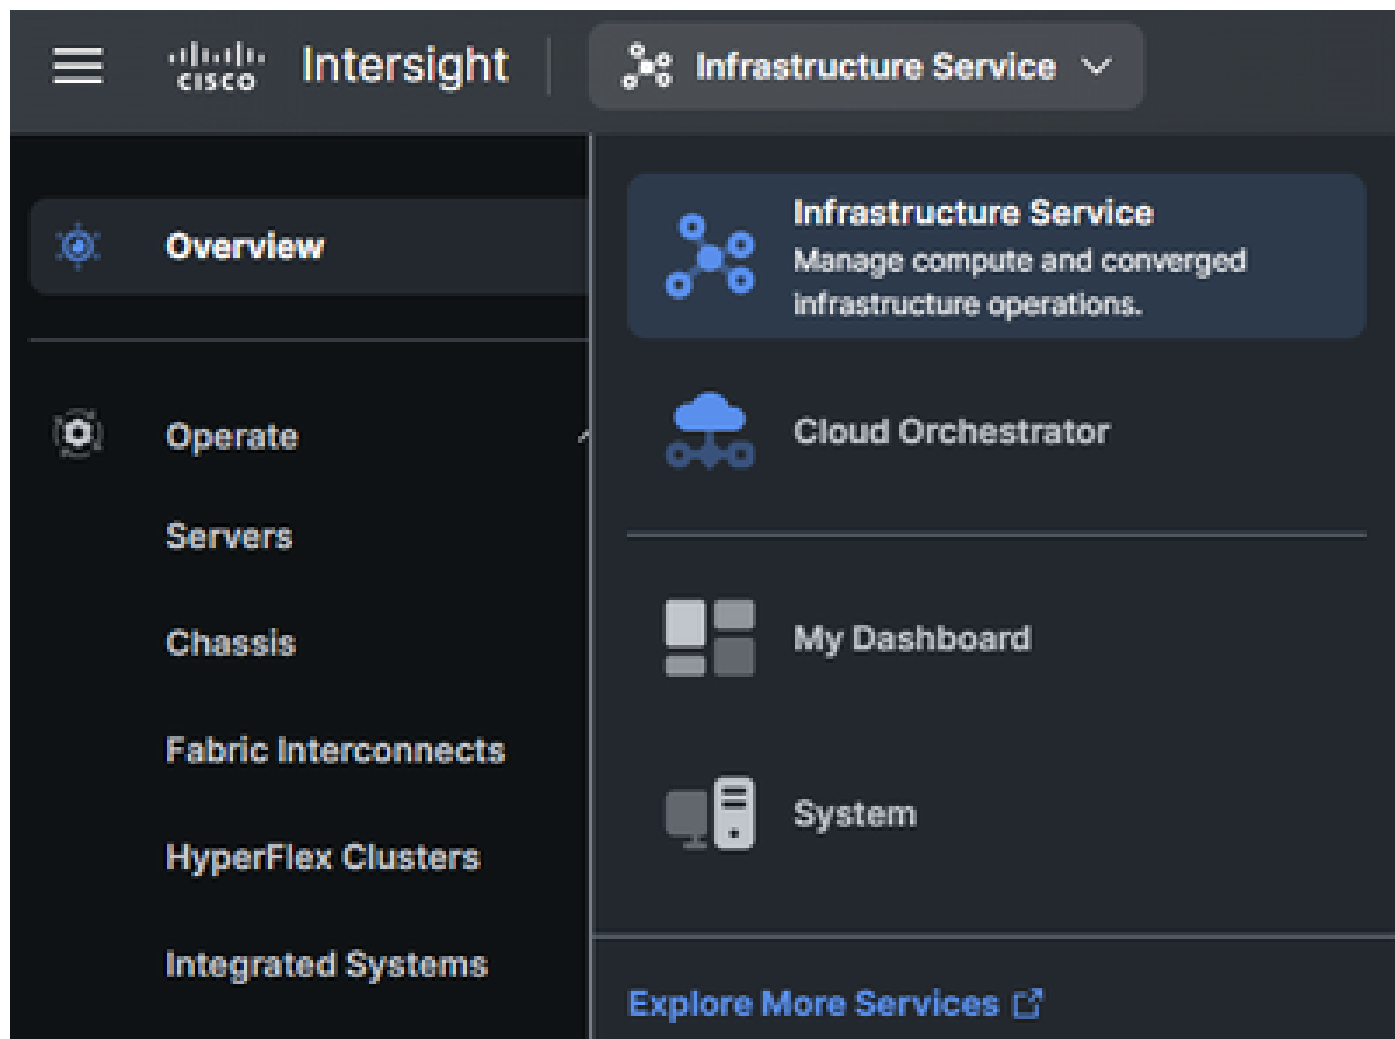 CISCO Intersight Infrastructure Service
Overview
Operate
Servers
Chassis
Fabric Interconnects
HyperFlex Clusters
Integrated Systems
Infrastructure Service
Manage compute and converged
infrastructure operations.
Cloud Orchestrator
My Dashboard
System
Explore More Services